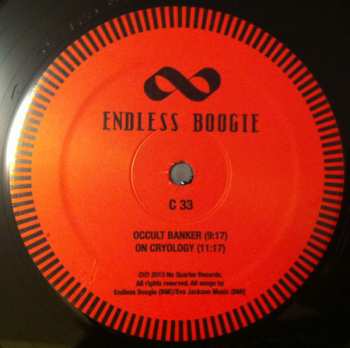 ENDLESS BOOGIE
C 33
OCCULT BANKER (9:17)
ON CRYOLOGY (11:17)
©℗ 2013 No Quarter Records.
All rights reserved. All songs by
Endless Boogie (BMI)/Eva Jackson Music (BMI)